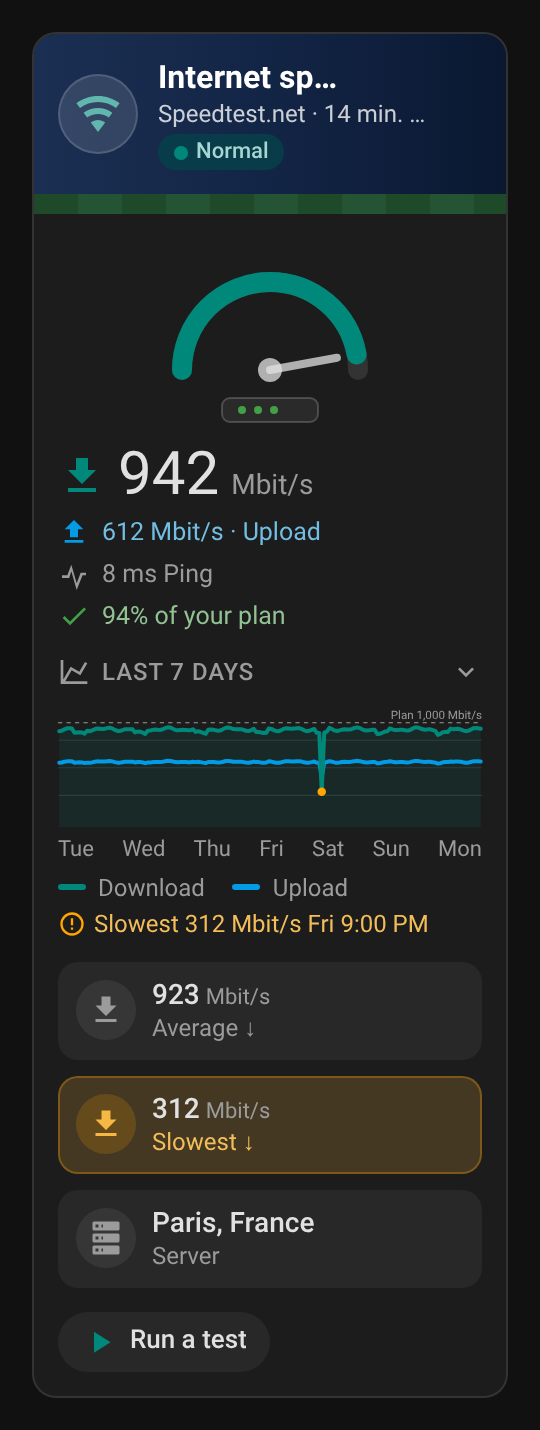 Internet sp…
Speedtest.net · 14 min. …
Normal
942 Mbit/s
612 Mbit/s · Upload
8 ms Ping
94% of your plan
LAST 7 DAYS
Plan 1,000 Mbit/s
Tue Wed Thu Fri Sat Sun Mon
Download Upload
Slowest 312 Mbit/s Fri 9:00 PM
923 Mbit/s
Average ↓
312 Mbit/s
Slowest ↓
Paris, France
Server
Run a test